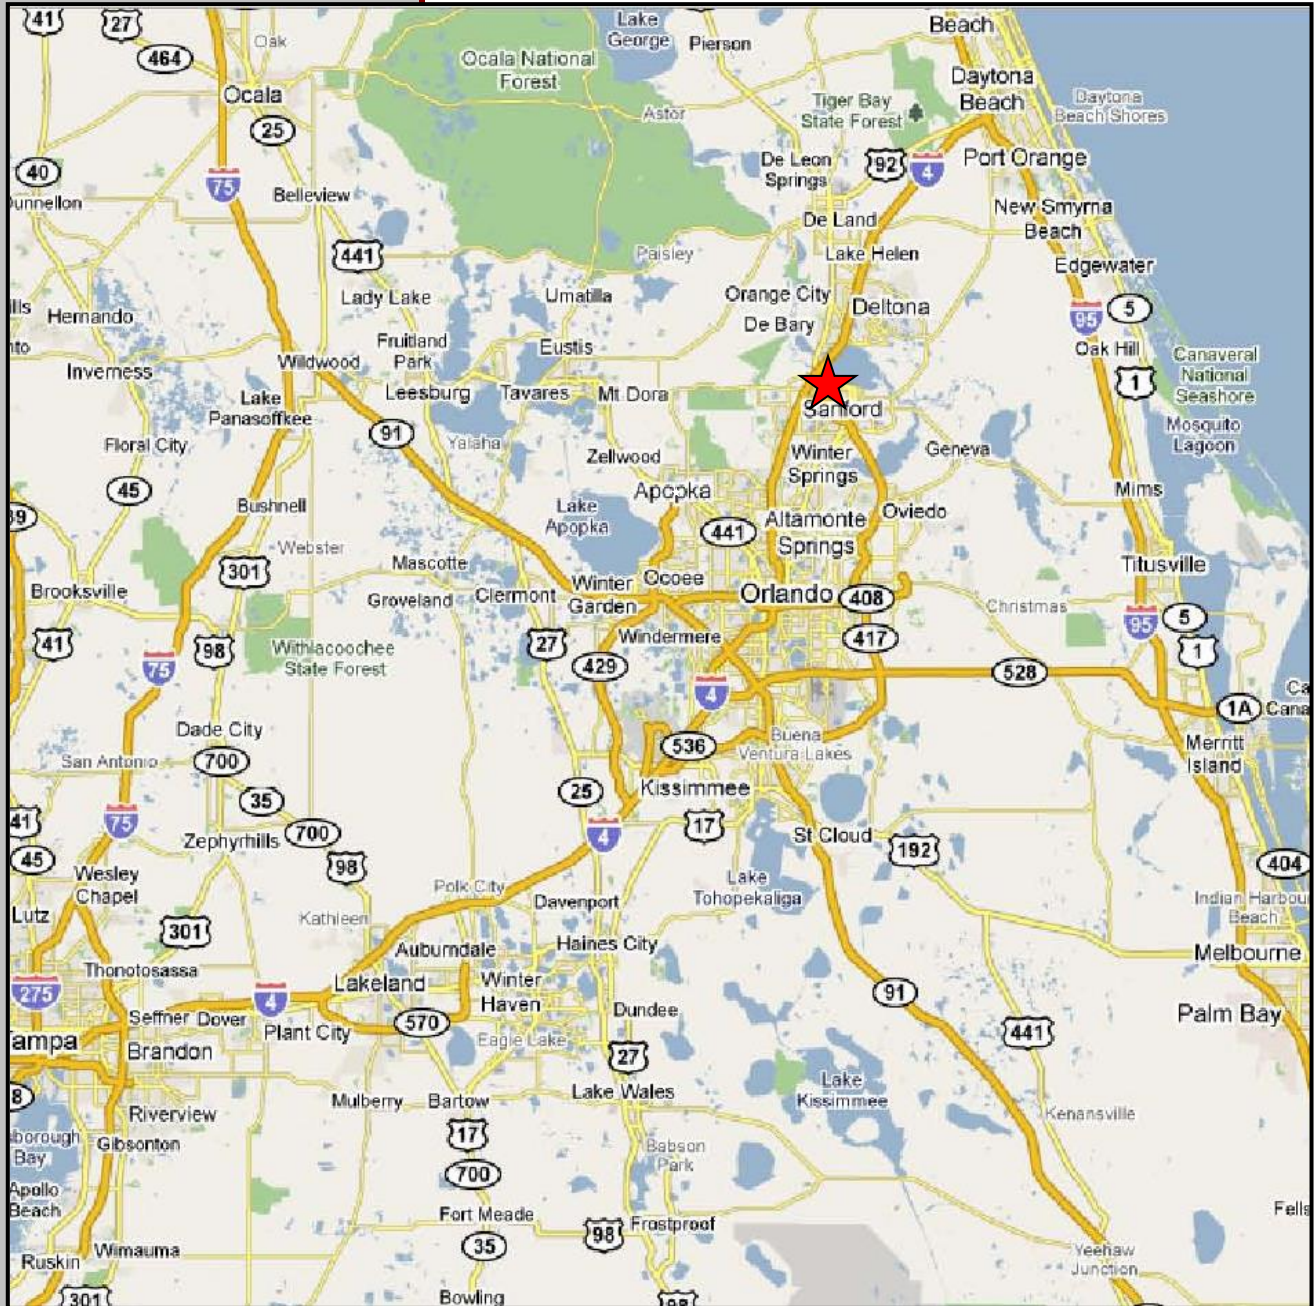 41
27
464
Oak
Lake
George
Pierson
Beach
Ocala National
Forest
Daytona
Beach
Daytona
Beach Shores
Ocala
Astor
Tiger Bay
State Forest
25
40
75
De Leon
Springs
92
4
Port Orange
Belleview
De Land
New Smyrna
Beach
441
Paisley
Lake Helen
Edgewater
Lady Lake
Umatilla
Orange City
Deltona
95
5
Hernando
De Bary
Fruitland
Park
Eustis
Oak Hill
Canaveral
National
Seashore
Wildwood
Inverness
1
Lake
Panasoffkee
Leesburg
Tavares
Mt Dora
Sanford
Mosquito
Lagoon
91
Yalaha
Floral City
Zellwood
Winter
Springs
Geneva
45
Apopka
Mims
Bushnell
Lake
Apopka
441
Altamonte
Springs
Oviedo
Webster
Mascotte
301
Titusville
Brooksville
Groveland
Clermont
Winter
Garden
Ocoee
Orlando
408
Christmas
41
98
Withlacoochee
State Forest
27
Windermere
417
95
5
1
75
429
4
528
1A
Dade City
700
San Antonio
536
Buena
Ventura Lakes
Merritt
Island
35
25
Kissimmee
41
75
700
4
17
St Cloud
192
Zephyrhills
45
98
404
Wesley
Chapel
Polk City
Davenport
Lake
Tohopekaliga
Lutz
Kathleen
301
Indian Harbour
Beach
Auburndale
Haines City
Melbourne
Thonotosassa
275
4
Lakeland
Winter
Haven
91
Seffner
Dover
Plant City
570
Dundee
Palm Bay
Eagle Lake
441
Brandon
27
Mulberry
Bartow
Lake Wales
Lake
Kissimmee
Riverview
17
Kenansville
Gibsonton
Bay
Babson
Park
700
Apollo
Beach
Fort Meade
98
Frostproof
35
Ruskin
Wimauma
Yeehaw
Junction
301
Bowling